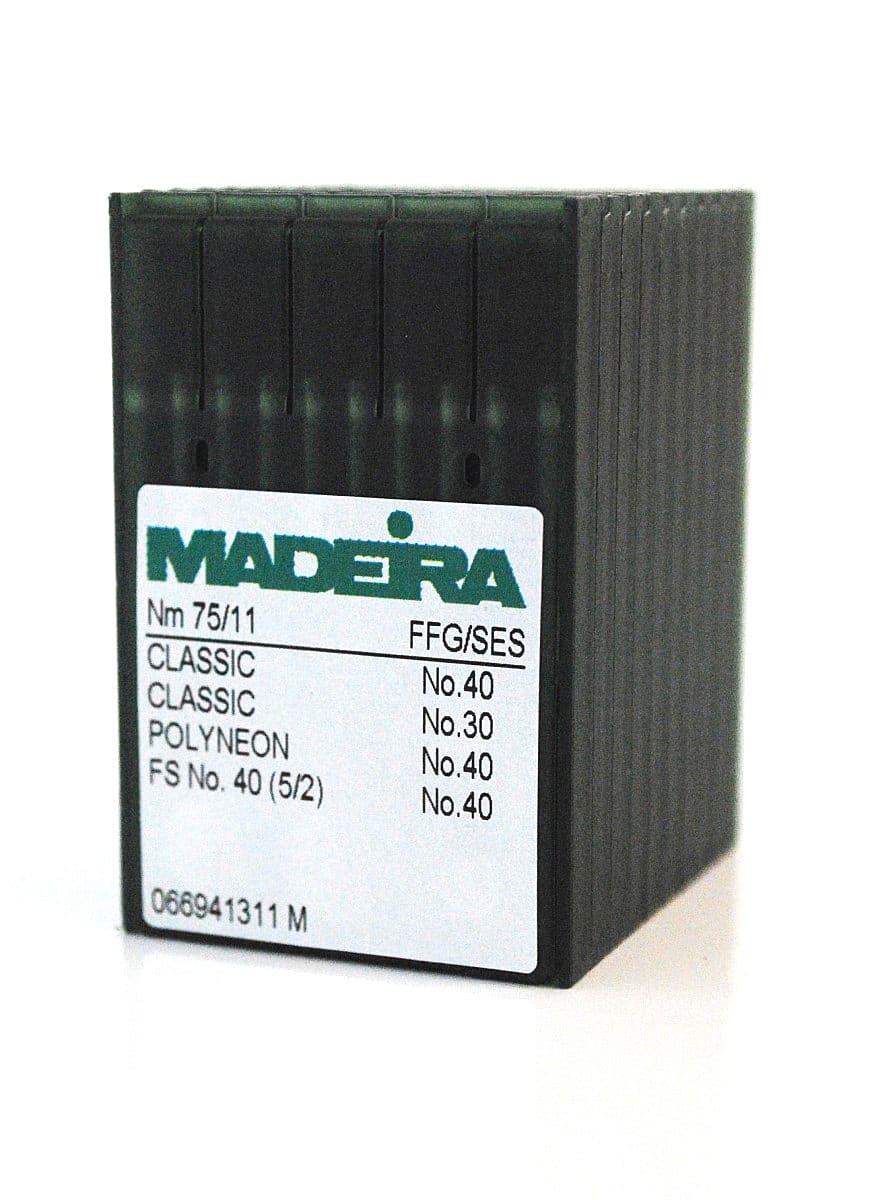 MADEiRA
Nm 75/11 FFG/SES
CLASSIC No.40
CLASSIC No.30
POLYNEON No.40
FS No. 40 (5/2) No.40
066941311 M